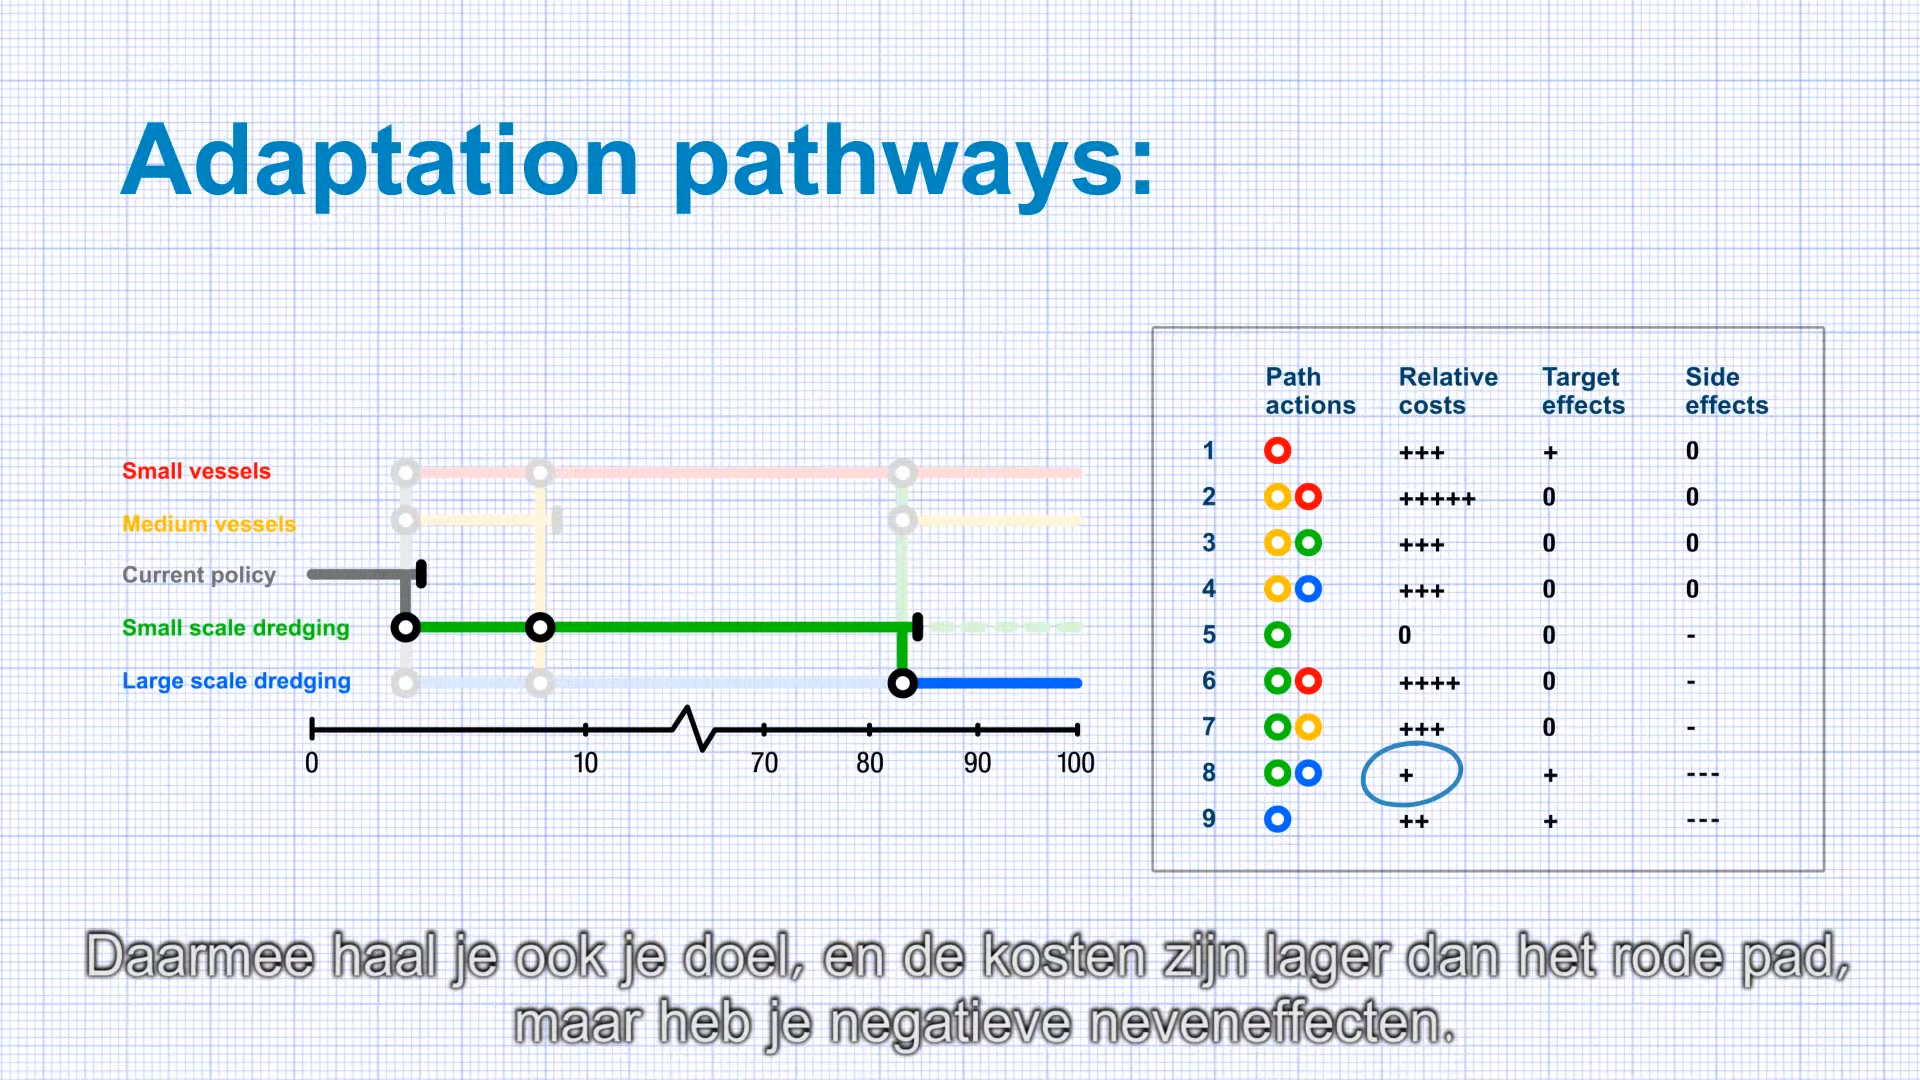 Adaptation pathways:
Small vessels
Medium vessels
Current policy
Small scale dredging
Large scale dredging
0 10 70 80 90 100
Path actions Relative costs Target effects Side effects
1 +++ + 0
2 +++++ 0 0
3 +++ 0 0
4 +++ 0 0
5 0 0 -
6 ++++ 0 -
7 +++ 0 -
8 + + ---
9 ++ + ---
Daarmee haal je ook je doel, en de kosten zijn lager dan het rode pad,
maar heb je negatieve neveneffecten.